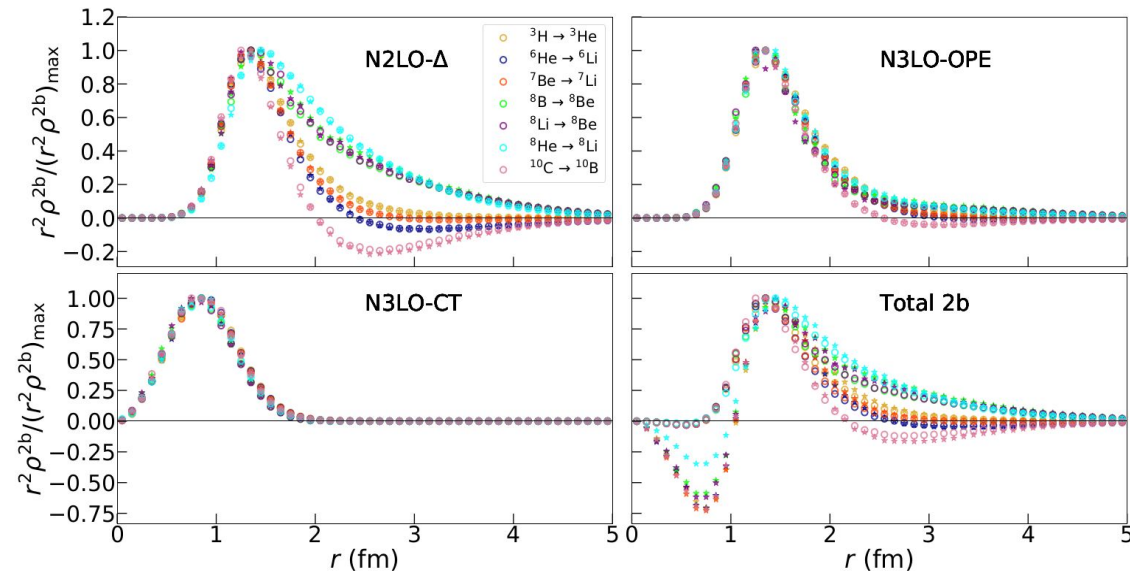 1.2
1.0
0.8
0.6
0.4
0.2
0.0
−0.2
r²ρ²ᵇ/(r²ρ²ᵇ)max
N2LO-Δ
³H → ³He
⁶He → ⁶Li
⁷Be → ⁷Li
⁸B → ⁸Be
⁸Li → ⁸Be
⁸He → ⁸Li
¹⁰C → ¹⁰B
N3LO-OPE
1.00
0.75
0.50
0.25
0.00
−0.25
−0.50
−0.75
r²ρ²ᵇ/(r²ρ²ᵇ)max
N3LO-CT
Total 2b
0 1 2 3 4 5
r (fm)
0 1 2 3 4 5
r (fm)